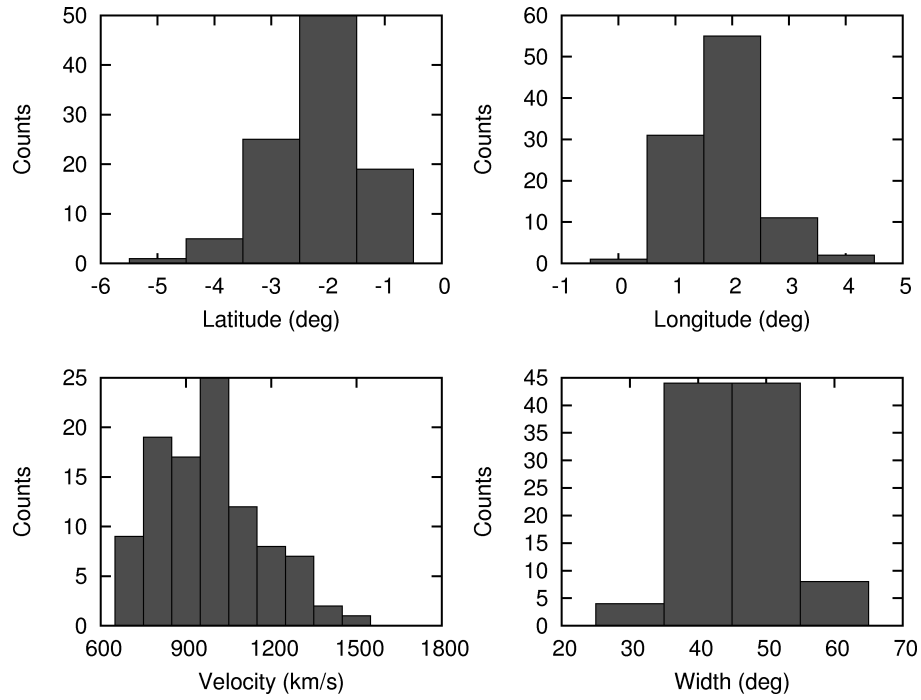 50
40
30
20
10
0
Counts
-6 -5 -4 -3 -2 -1 0
Latitude (deg)
60
50
40
30
20
10
0
Counts
-1 0 1 2 3 4 5
Longitude (deg)
25
20
15
10
5
0
Counts
600 900 1200 1500 1800
Velocity (km/s)
45
40
35
30
25
20
15
10
5
0
Counts
20 30 40 50 60 70
Width (deg)